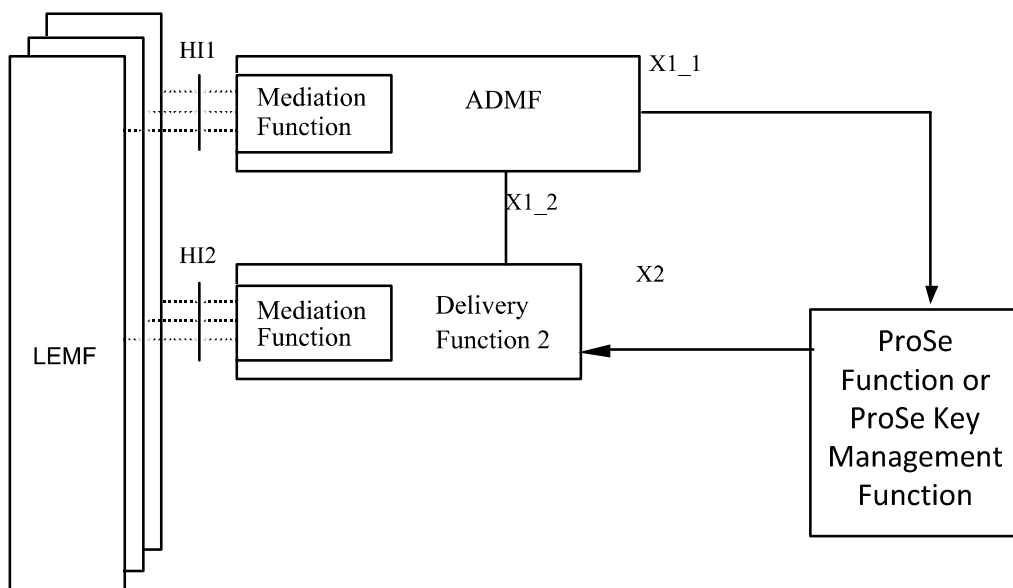 HI1
X1_1
Mediation
Function
ADMF
X1_2
HI2
X2
Mediation
Function
Delivery
Function 2
LEMF
ProSe
Function or
ProSe Key
Management
Function